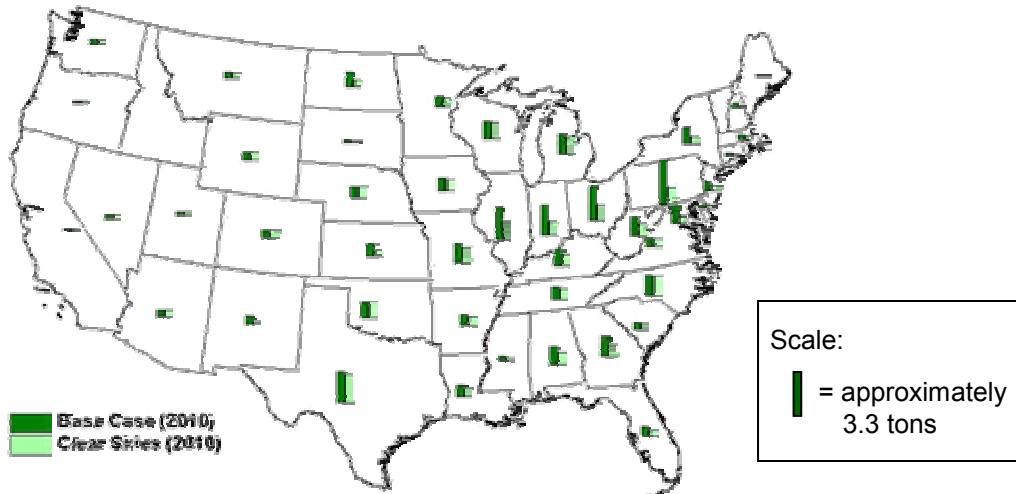 Scale:
= approximately
3.3 tons
Base Case (2010)
Clear Skies (2010)